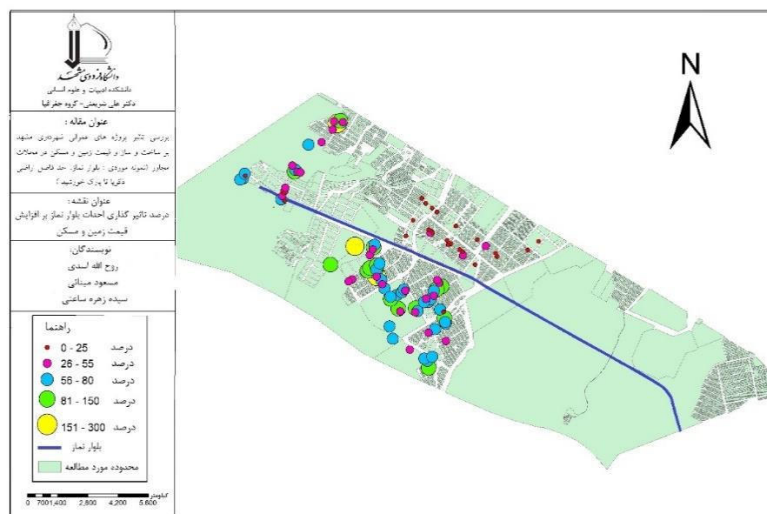 دانشگاه فردوسی مشهد
دانشکده ادبیات و علوم انسانی
دکتر علی شریعتی- گروه جغرافیا
عنوان مقاله :
بررسی تاثیر پروژه های عمرانی شهرداری مشهد
بر ساخت و ساز و قیمت زمین و مسکن در محلات
مجاور (نمونه موردی : بلوار نماز، حد فاصل اراضی
تا پارک خورشید )
عنوان نقشه :
درصد تاثیر گذاری احداث بلوار نماز بر افزایش
قیمت زمین و مسکن
نویسندگان:
روح الله اسدی
مسعود مینائی
سیده زهره ساعتی
راهنما
0 - 25 درصد
26 - 55 درصد
56 - 80 درصد
81 - 150 درصد
151 - 300 درصد
بلوار نماز
محدوده مورد مطالعه
کیلومتر
0 7001,400 2,800 4,200 5,600
N